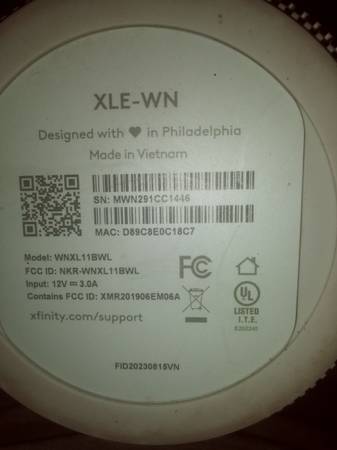 XLE-WN
Designed with ♥ in Philadelphia
Made in Vietnam
SN: MWN291CC1446
MAC: D89C8E0C18C7
Model: WNXL11BWL
FCC ID: NKR-WNXL11BWL
Input: 12V ⎓ 3.0A
Contains FCC ID: XMR201906EM06A
xfinity.com/support
FC
UL
LISTED
I.T.E.
FID20230615VN